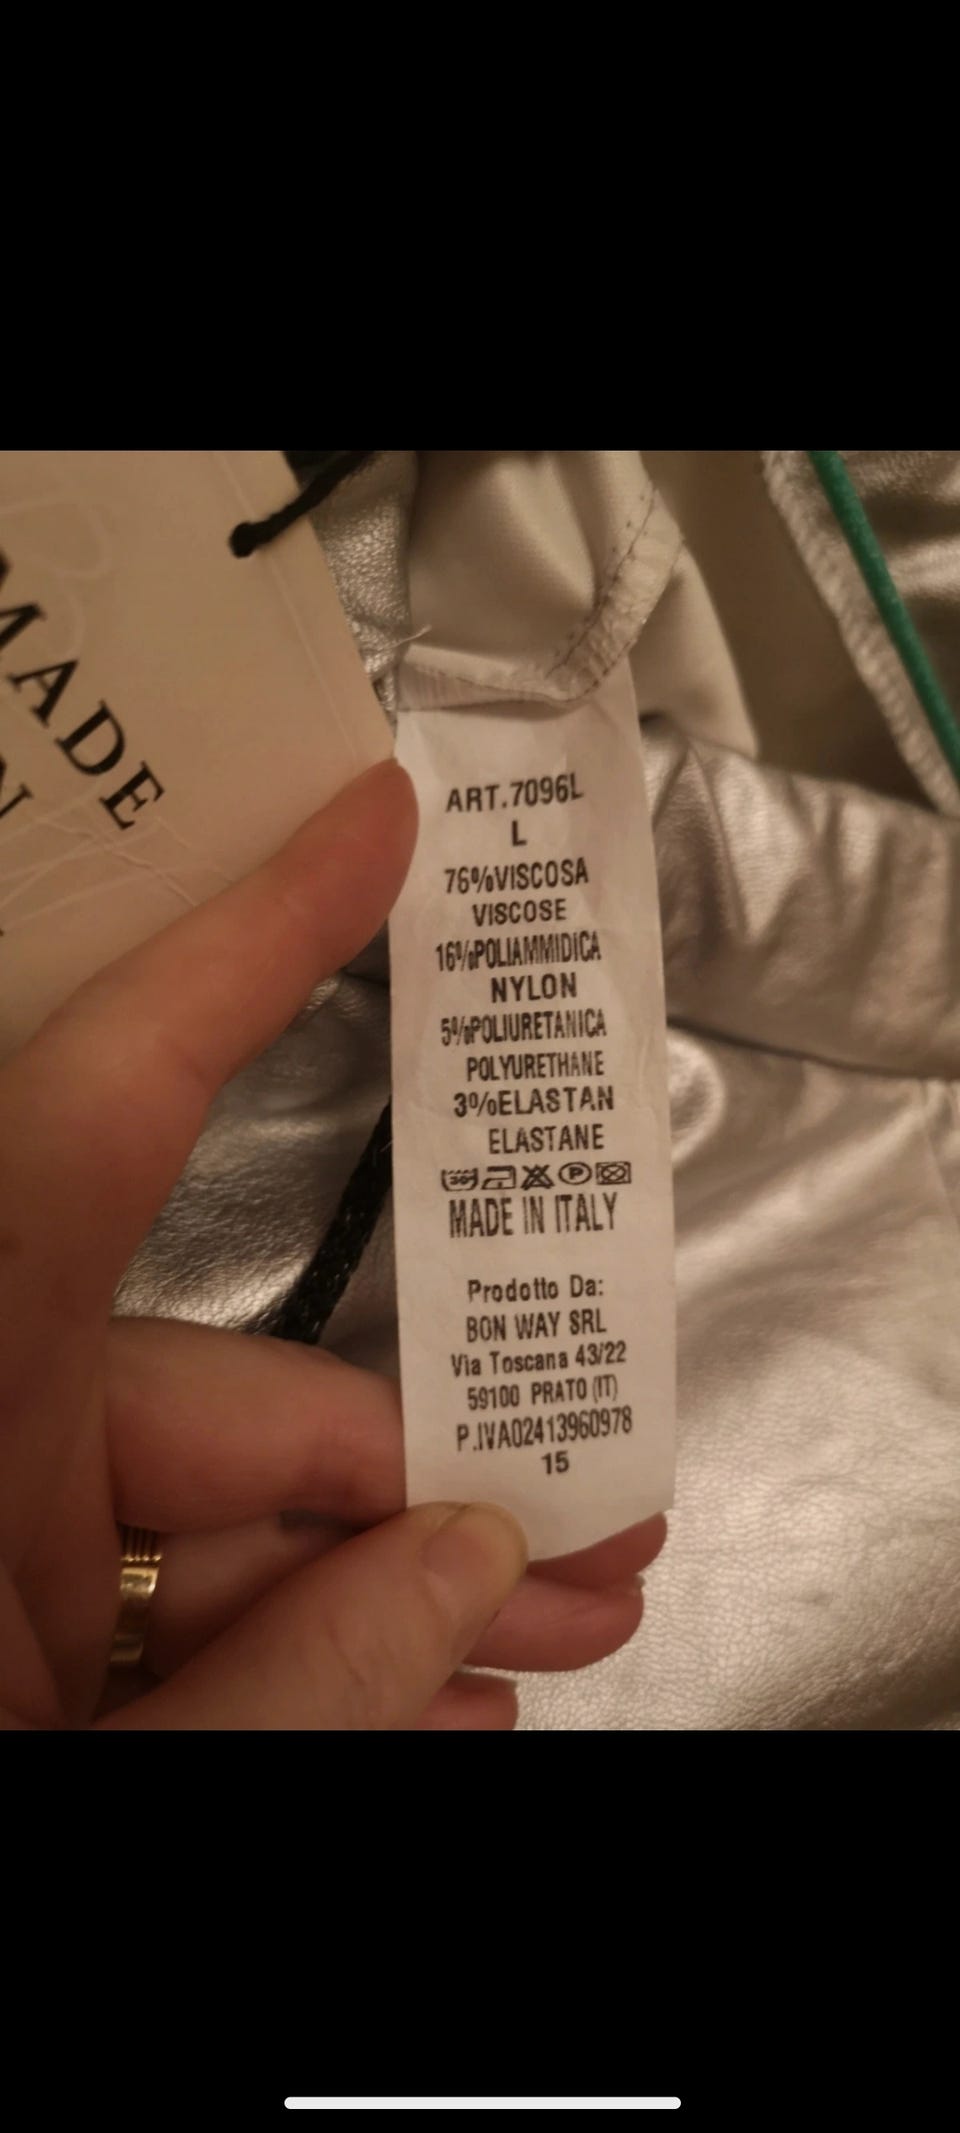 MADE
ART.7096L
L
76%VISCOSA
VISCOSE
16%POLIAMMIDICA
NYLON
5%POLIURETANICA
POLYURETHANE
3%ELASTAN
ELASTANE
30°
P
MADE IN ITALY
Prodotto Da:
BON WAY SRL
Via Toscana 43/22
59100 PRATO (IT)
P.IVA02413960978
15